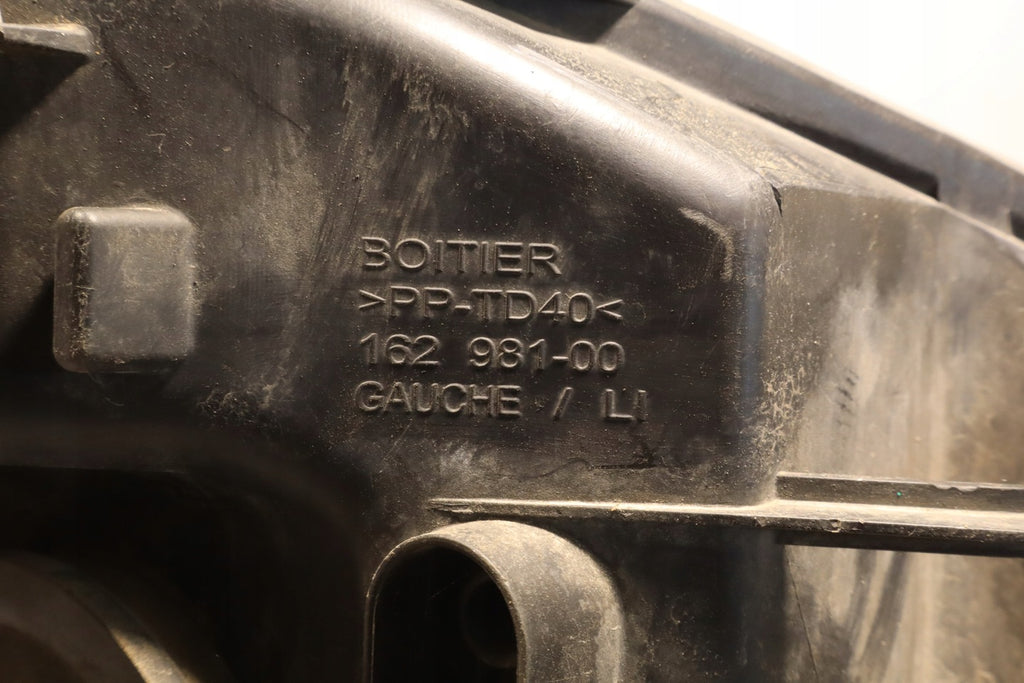 BOITIER
>PP-TD40<
162 981-00
GAUCHE / LI